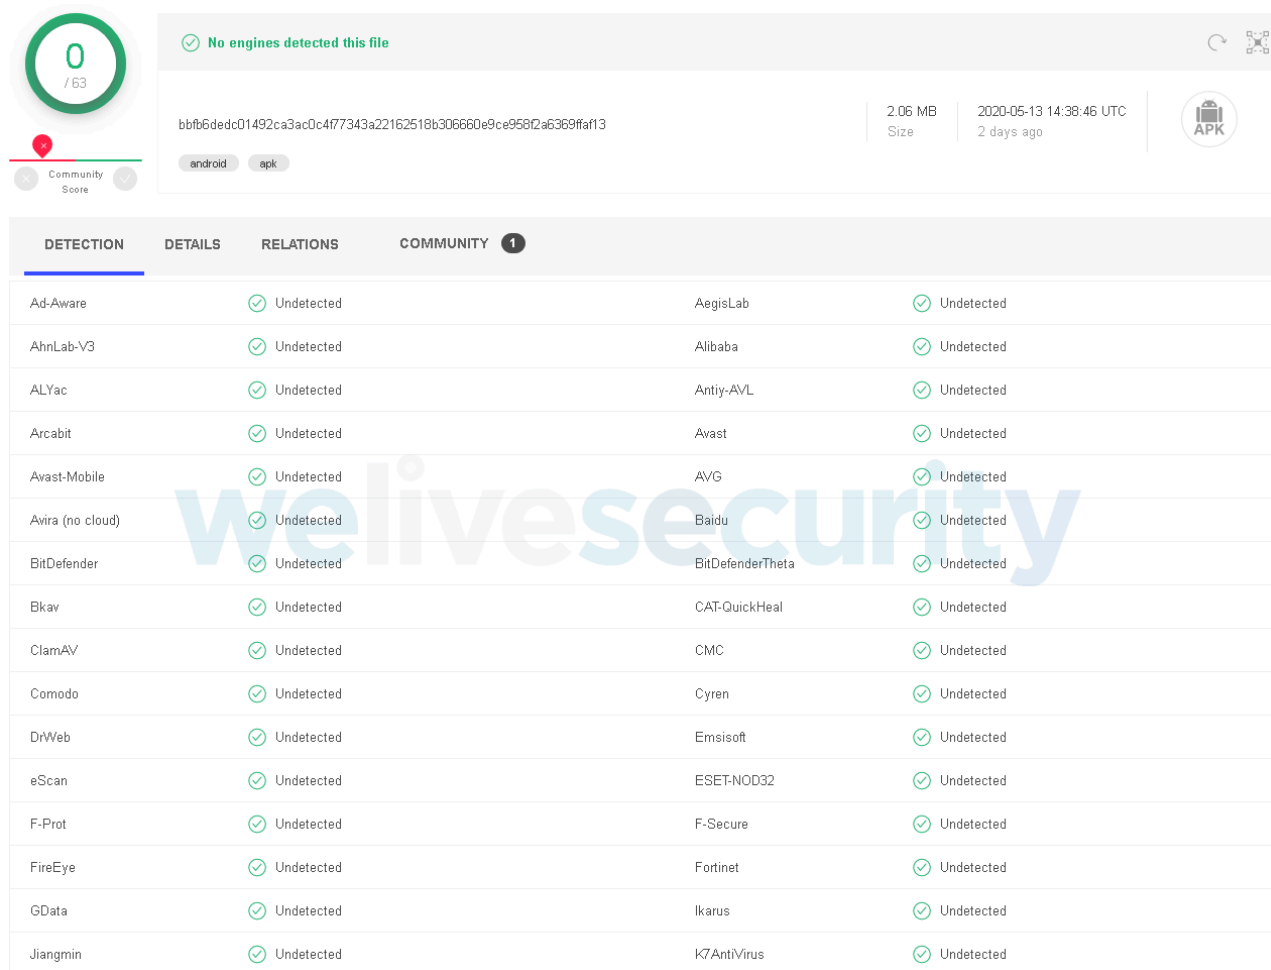 0
/ 63
Community
Score
No engines detected this file
bbfb6dedc01492ca3ac0c4f77343a22162518b306660e9ce958f2a6369ffaf13
android apk
2.06 MB
Size
2020-05-13 14:38:46 UTC
2 days ago
APK
DETECTION DETAILS RELATIONS COMMUNITY 1
Ad-Aware Undetected AegisLab Undetected
AhnLab-V3 Undetected Alibaba Undetected
ALYac Undetected Antiy-AVL Undetected
Arcabit Undetected Avast Undetected
Avast-Mobile Undetected AVG Undetected
Avira (no cloud) Undetected Baidu Undetected
welivesecurity
BitDefender Undetected BitDefenderTheta Undetected
Bkav Undetected CAT-QuickHeal Undetected
ClamAV Undetected CMC Undetected
Comodo Undetected Cyren Undetected
DrWeb Undetected Emsisoft Undetected
eScan Undetected ESET-NOD32 Undetected
F-Prot Undetected F-Secure Undetected
FireEye Undetected Fortinet Undetected
GData Undetected Ikarus Undetected
Jiangmin Undetected K7AntiVirus Undetected